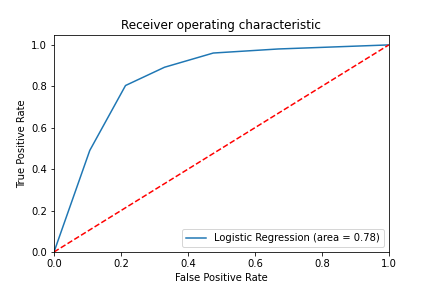 Receiver operating characteristic
True Positive Rate
1.0
0.8
0.6
0.4
0.2
0.0
Logistic Regression (area = 0.78)
0.0 0.2 0.4 0.6 0.8 1.0
False Positive Rate